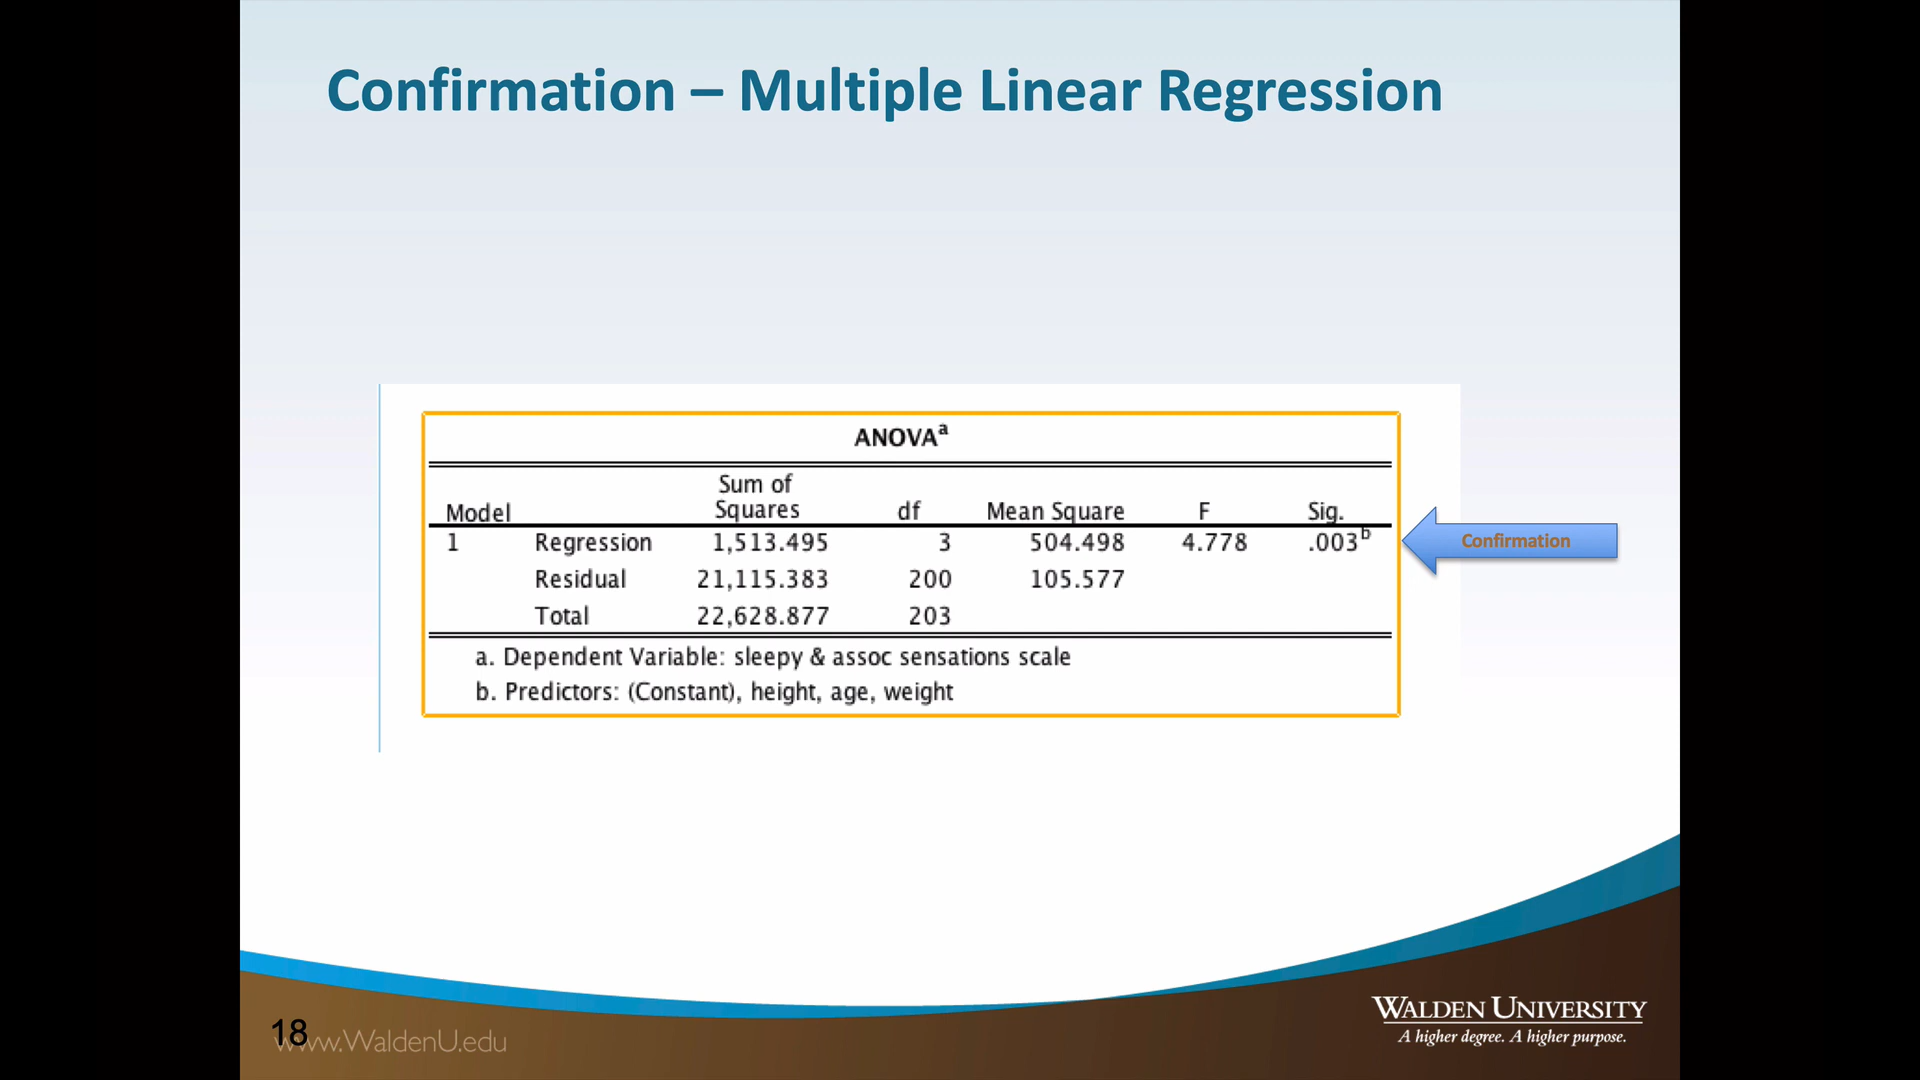 Confirmation – Multiple Linear Regression
ANOVAa
Model Sum of Squares df Mean Square F Sig.
1 Regression 1,513.495 3 504.498 4.778 .003b
Residual 21,115.383 200 105.577
Total 22,628.877 203
a. Dependent Variable: sleepy & assoc sensations scale
b. Predictors: (Constant), height, age, weight
Confirmation
18
www.WaldenU.edu
WALDEN UNIVERSITY
A higher degree. A higher purpose.